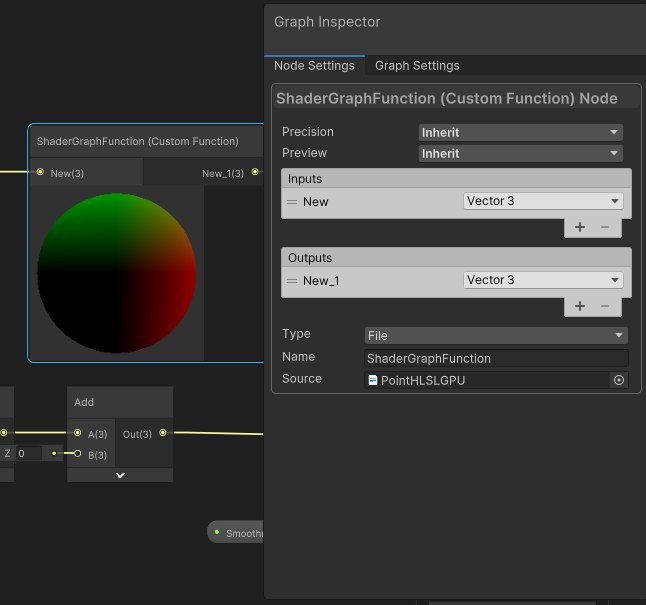 Graph Inspector
Node Settings Graph Settings
ShaderGraphFunction (Custom Function) Node
Precision Inherit
Preview Inherit
Inputs
New Vector 3
+ −
Outputs
New_1 Vector 3
+ −
Type File
Name ShaderGraphFunction
Source PointHLSLGPU
ShaderGraphFunction (Custom Function)
New(3) New_1(3)
Add
A(3) Out(3)
Z 0 B(3)